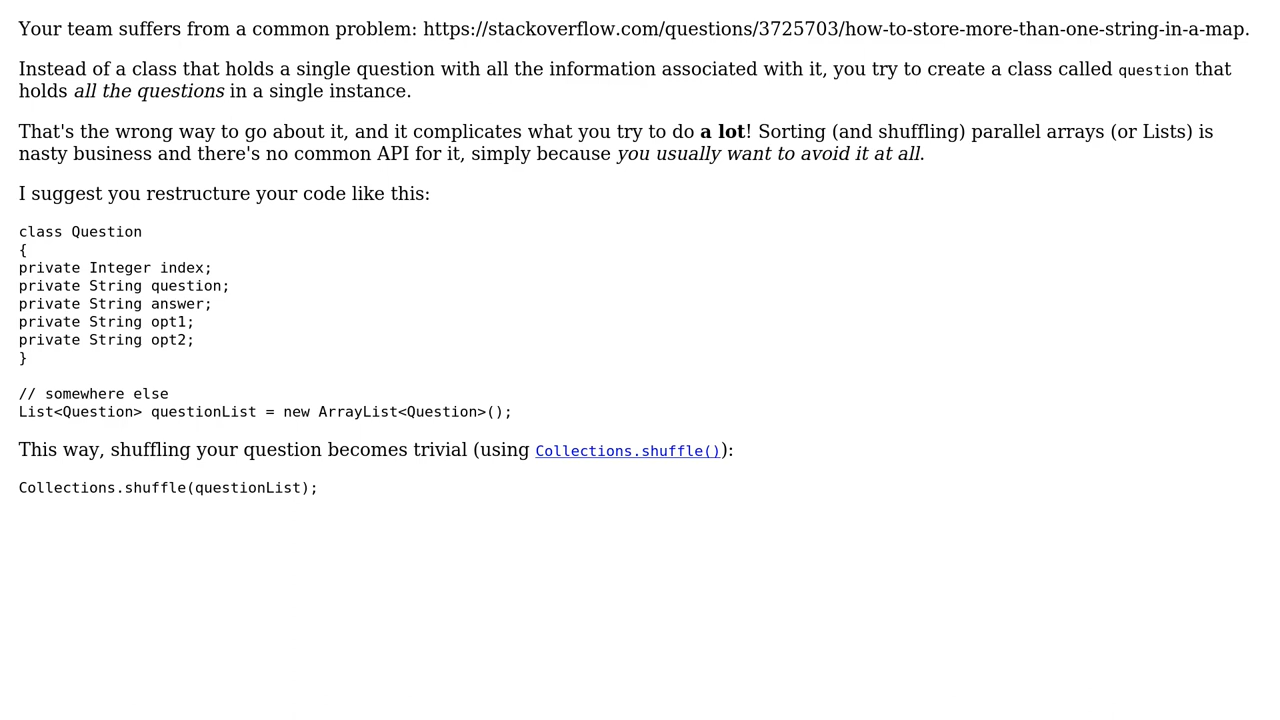 Your team suffers from a common problem: https://stackoverflow.com/questions/3725703/how-to-store-more-than-one-string-in-a-map.
Instead of a class that holds a single question with all the information associated with it, you try to create a class called question that
holds all the questions in a single instance.
That's the wrong way to go about it, and it complicates what you try to do a lot! Sorting (and shuffling) parallel arrays (or Lists) is
nasty business and there's no common API for it, simply because you usually want to avoid it at all.
I suggest you restructure your code like this:
class Question
{
private Integer index;
private String question;
private String answer;
private String opt1;
private String opt2;
}
// somewhere else
List<Question> questionList = new ArrayList<Question>();
This way, shuffling your question becomes trivial (using Collections.shuffle()):
Collections.shuffle(questionList);